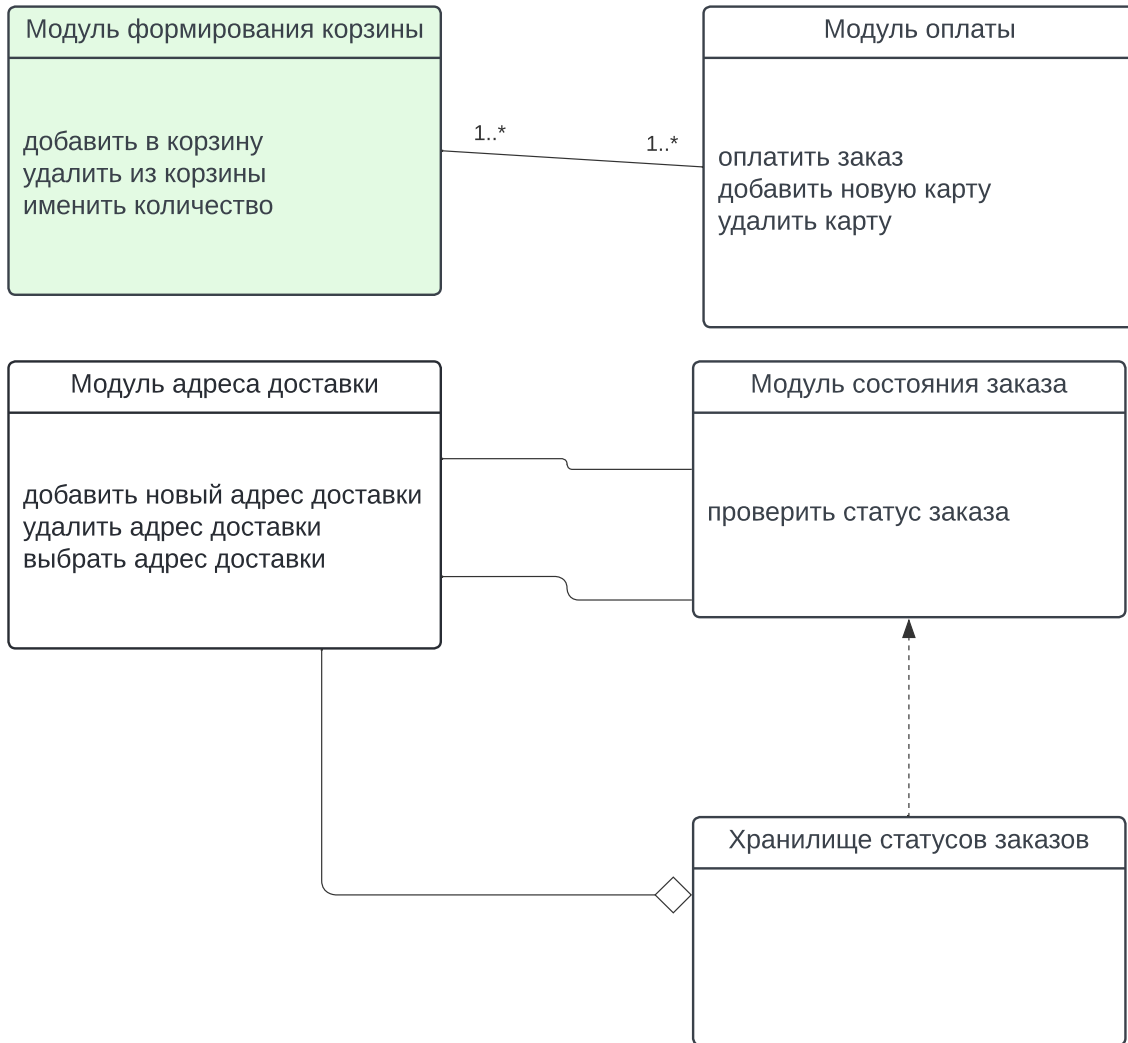 Модуль формирования корзины
добавить в корзину
удалить из корзины
именить количество
1..*
1..*
Модуль оплаты
оплатить заказ
добавить новую карту
удалить карту
Модуль адреса доставки
добавить новый адрес доставки
удалить адрес доставки
выбрать адрес доставки
Модуль состояния заказа
проверить статус заказа
Хранилище статусов заказов